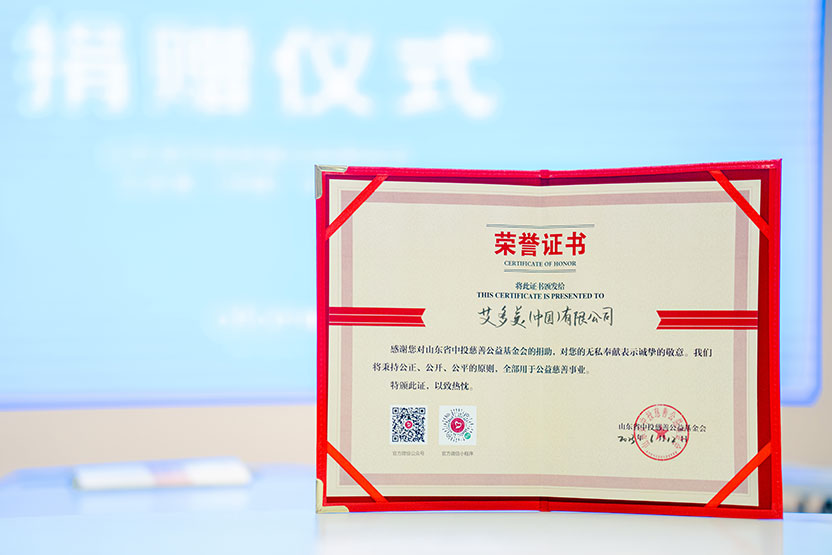 捐赠仪式
荣誉证书
CERTIFICATE OF HONOR
将此证书颁发给
THIS CERTIFICATE IS PRESENTED TO
艾多美(中国)有限公司
感谢您对山东省中投慈善公益基金会的捐助，对您的无私奉献表示诚挚的敬意。我们
将秉持公正、公开、公平的原则，全部用于公益慈善事业。
特颁此证，以致热忱。
官方微信公众号
官方微信小程序
山东省中投慈善公益基金会